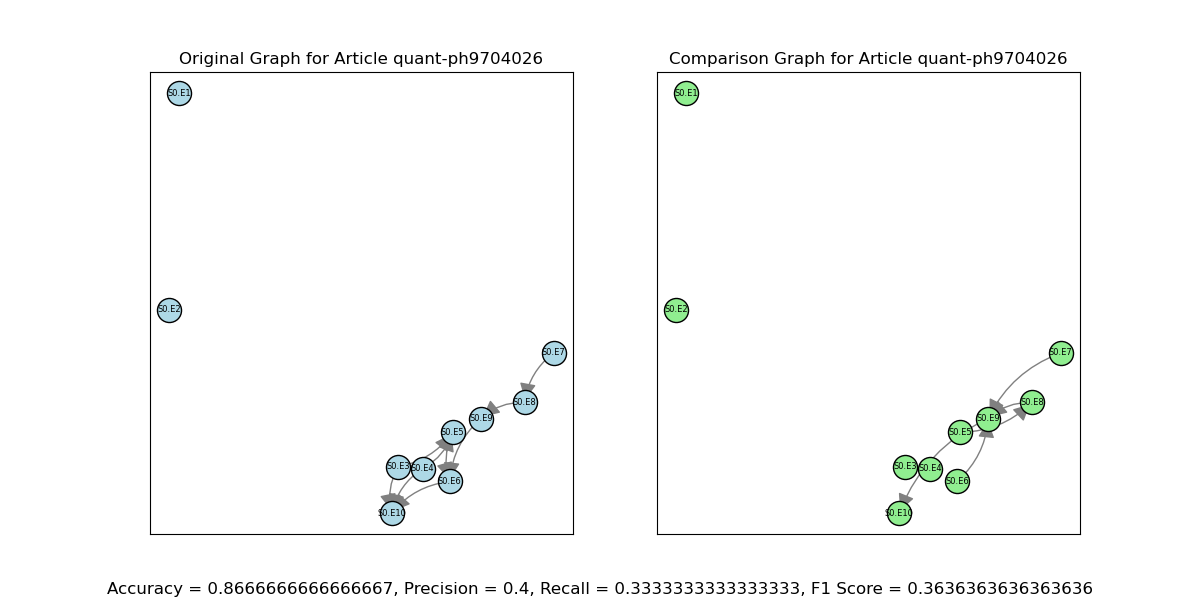 Original Graph for Article quant-ph9704026
Comparison Graph for Article quant-ph9704026
S0.E1
S0.E1
S0.E2
S0.E2
S0.E7
S0.E7
S0.E8
S0.E8
S0.E9
S0.E9
S0.E5
S0.E5
S0.E3
S0.E4
S0.E3
S0.E4
S0.E6
S0.E6
S0.E10
S0.E10
Accuracy = 0.8666666666666667, Precision = 0.4, Recall = 0.3333333333333333, F1 Score = 0.3636363636363636